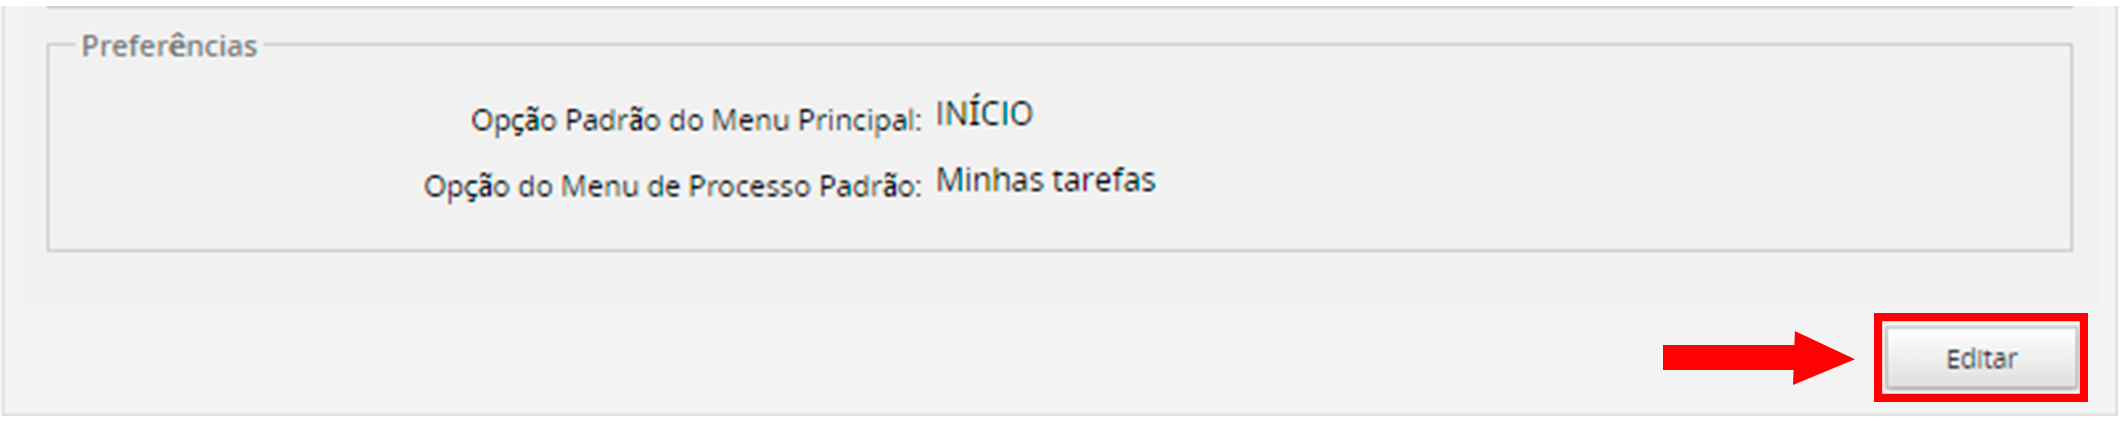 Preferências
Opção Padrão do Menu Principal: INÍCIO
Opção do Menu de Processo Padrão: Minhas tarefas
Editar